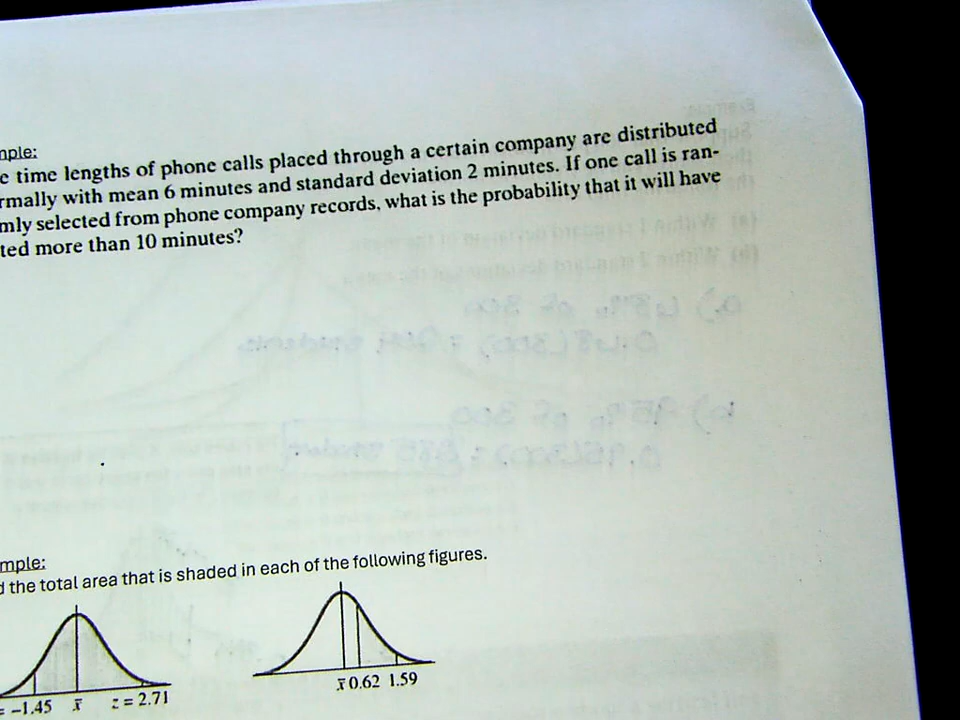 mple:
e time lengths of phone calls placed through a certain company are distributed
rmally with mean 6 minutes and standard deviation 2 minutes. If one call is ran-
mly selected from phone company records, what is the probability that it will have
ted more than 10 minutes?
mple:
d the total area that is shaded in each of the following figures.
= −1.45 x̄ z = 2.71
x̄ 0.62 1.59